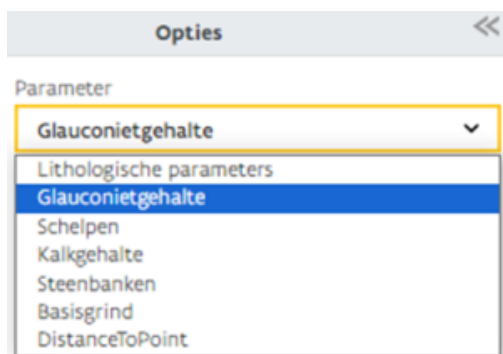 Opties
Parameter
Glauconietgehalte
Lithologische parameters
Glauconietgehalte
Schelpen
Kalkgehalte
Steenbanken
Basisgrind
DistanceToPoint